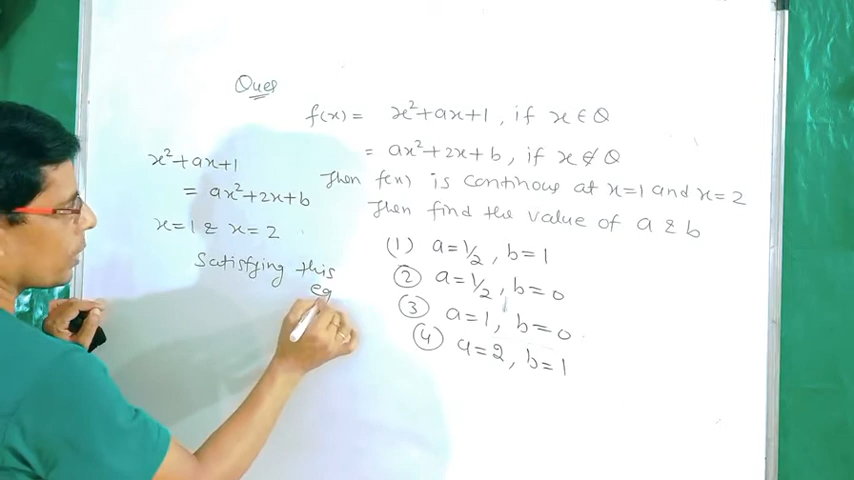 Ques
f(x) = x²+ax+1, if x∈Q
= ax²+2x+b, if x∉Q
Then f(x) is continous at x=1 and x=2
Then find the value of a & b
(1) a=1/2, b=1
(2) a=1/2, b=0
(3) a=1, b=0
(4) a=2, b=1
x²+ax+1
= ax²+2x+b
x=1 & x=2
Satisfying this
eq